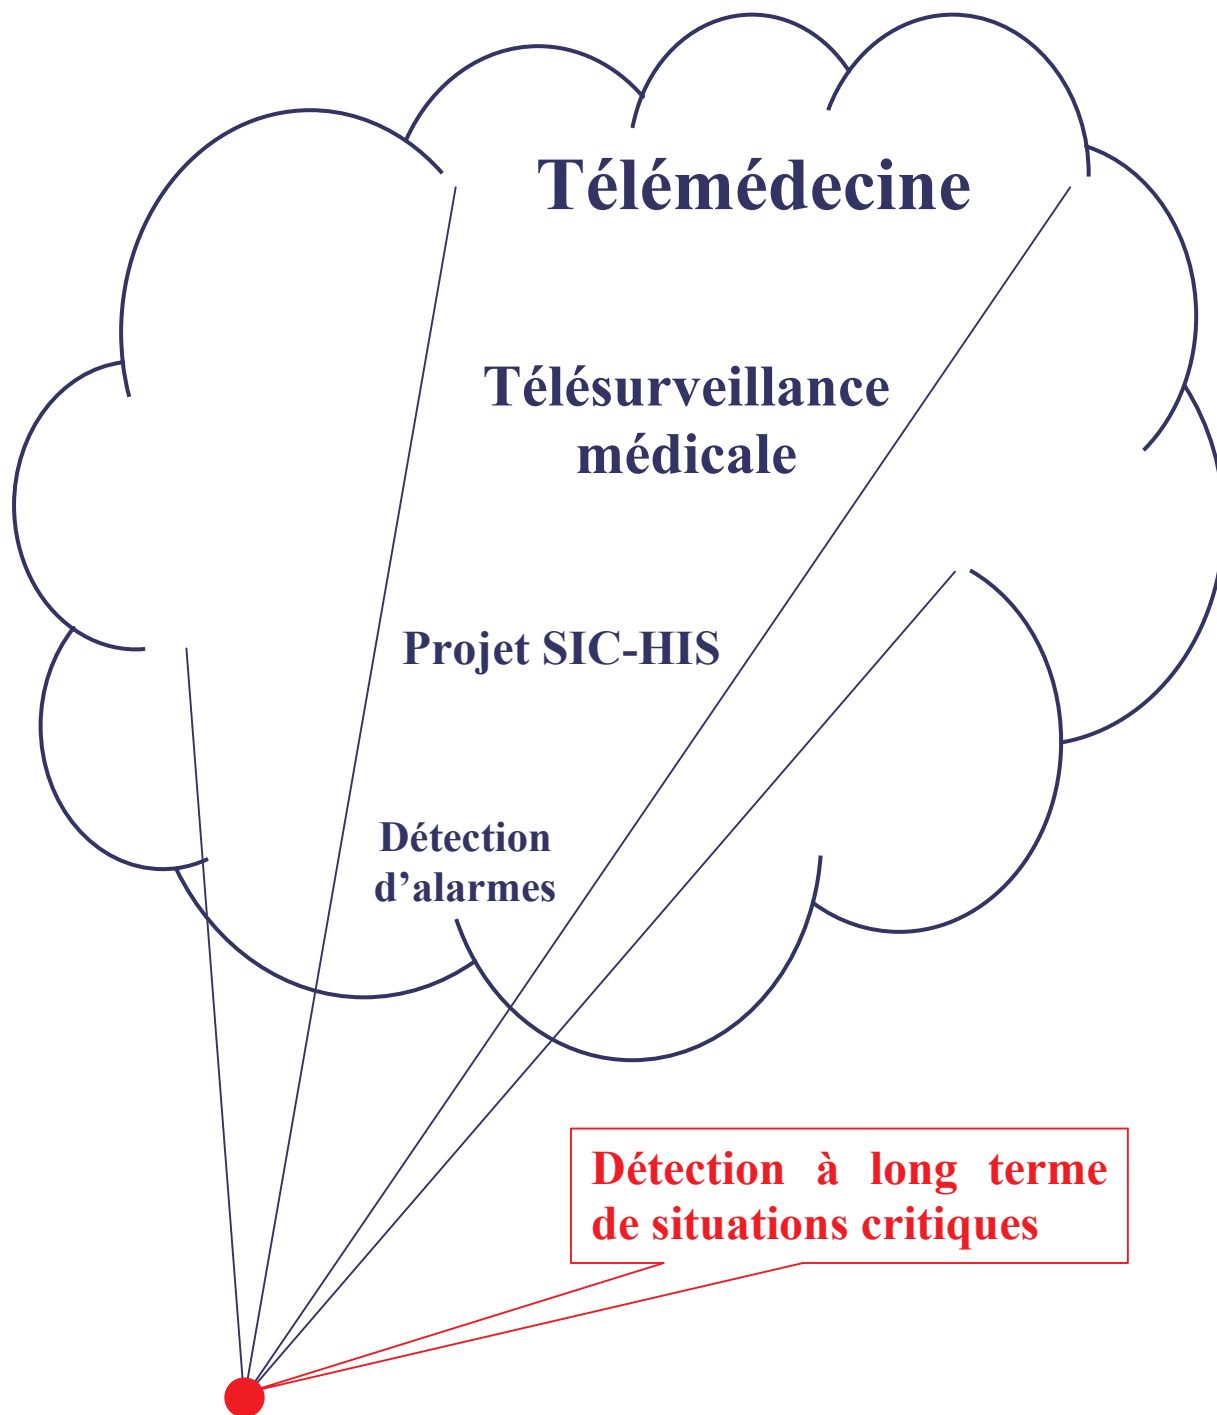 Télémédecine
Télésurveillance
médicale
Projet SIC-HIS
Détection
d’alarmes
Détection à long terme
de situations critiques